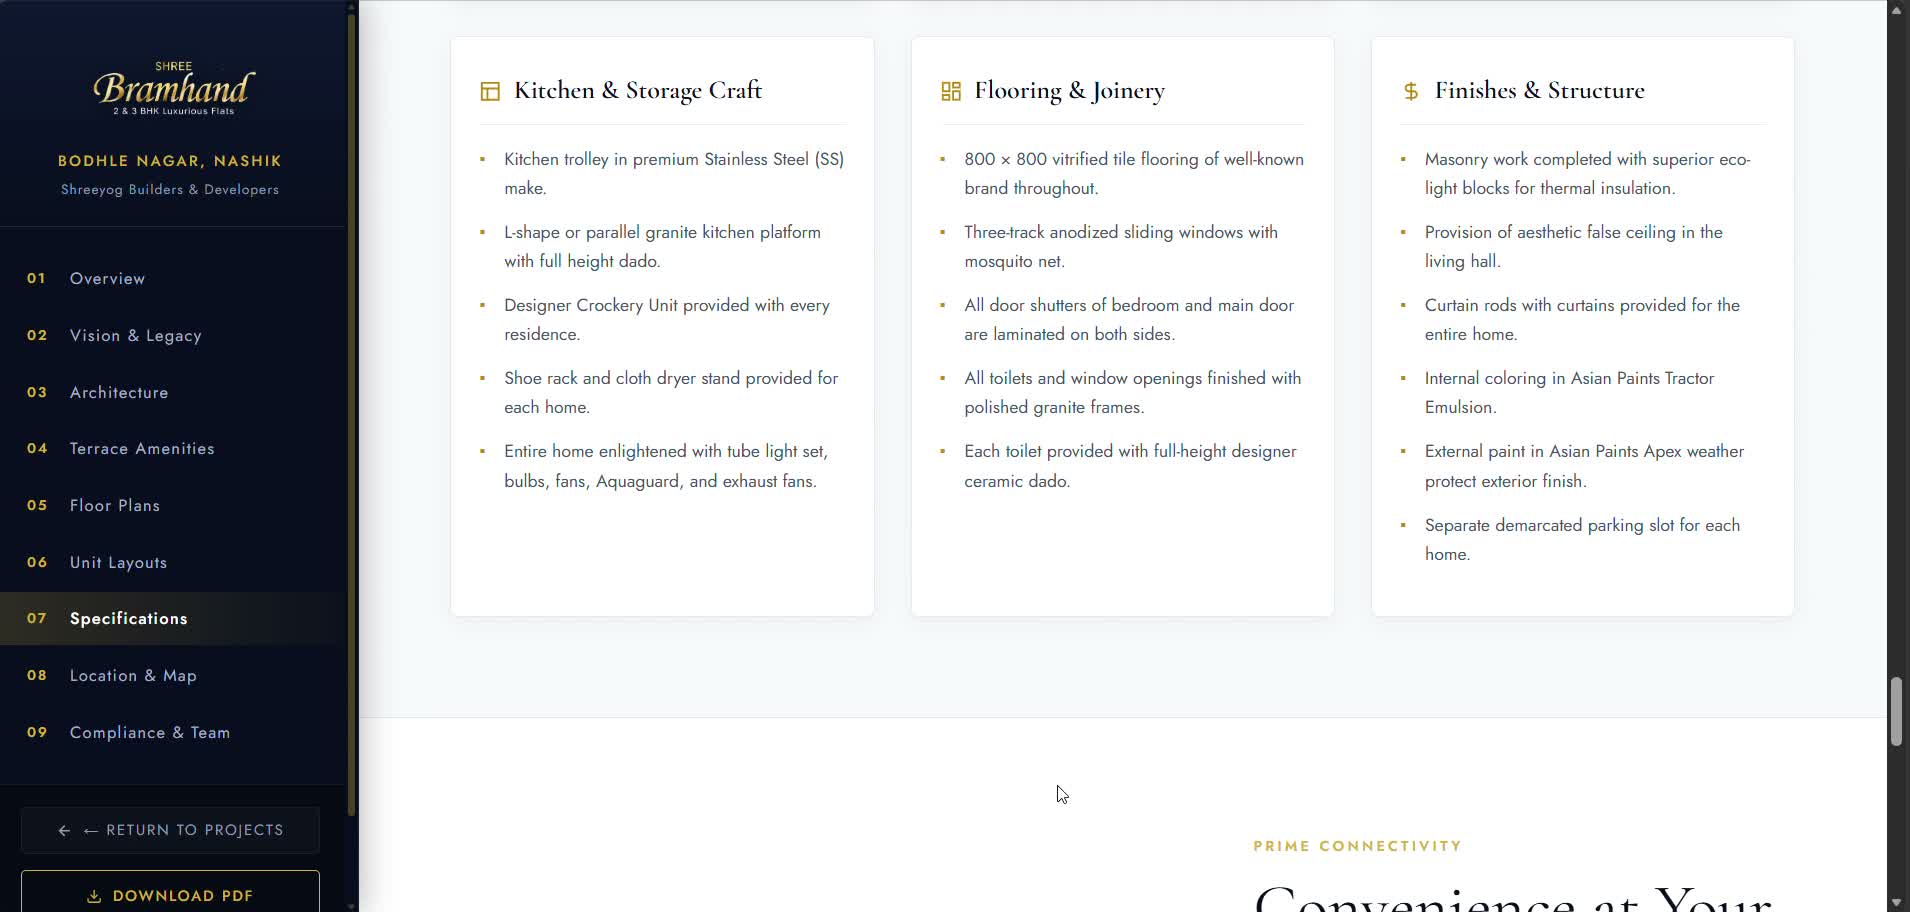 SHREE
Bramhand
2 & 3 BHK Luxurious Flats
BODHLE NAGAR, NASHIK
Shreeyog Builders & Developers
01 Overview
02 Vision & Legacy
03 Architecture
04 Terrace Amenities
05 Floor Plans
06 Unit Layouts
07 Specifications
08 Location & Map
09 Compliance & Team
← ← RETURN TO PROJECTS
DOWNLOAD PDF
Kitchen & Storage Craft
Kitchen trolley in premium Stainless Steel (SS)
make.
L-shape or parallel granite kitchen platform
with full height dado.
Designer Crockery Unit provided with every
residence.
Shoe rack and cloth dryer stand provided for
each home.
Entire home enlightened with tube light set,
bulbs, fans, Aquaguard, and exhaust fans.
Flooring & Joinery
800 × 800 vitrified tile flooring of well-known
brand throughout.
Three-track anodized sliding windows with
mosquito net.
All door shutters of bedroom and main door
are laminated on both sides.
All toilets and window openings finished with
polished granite frames.
Each toilet provided with full-height designer
ceramic dado.
$ Finishes & Structure
Masonry work completed with superior eco-
light blocks for thermal insulation.
Provision of aesthetic false ceiling in the
living hall.
Curtain rods with curtains provided for the
entire home.
Internal coloring in Asian Paints Tractor
Emulsion.
External paint in Asian Paints Apex weather
protect exterior finish.
Separate demarcated parking slot for each
home.
PRIME CONNECTIVITY
Convenience at Your